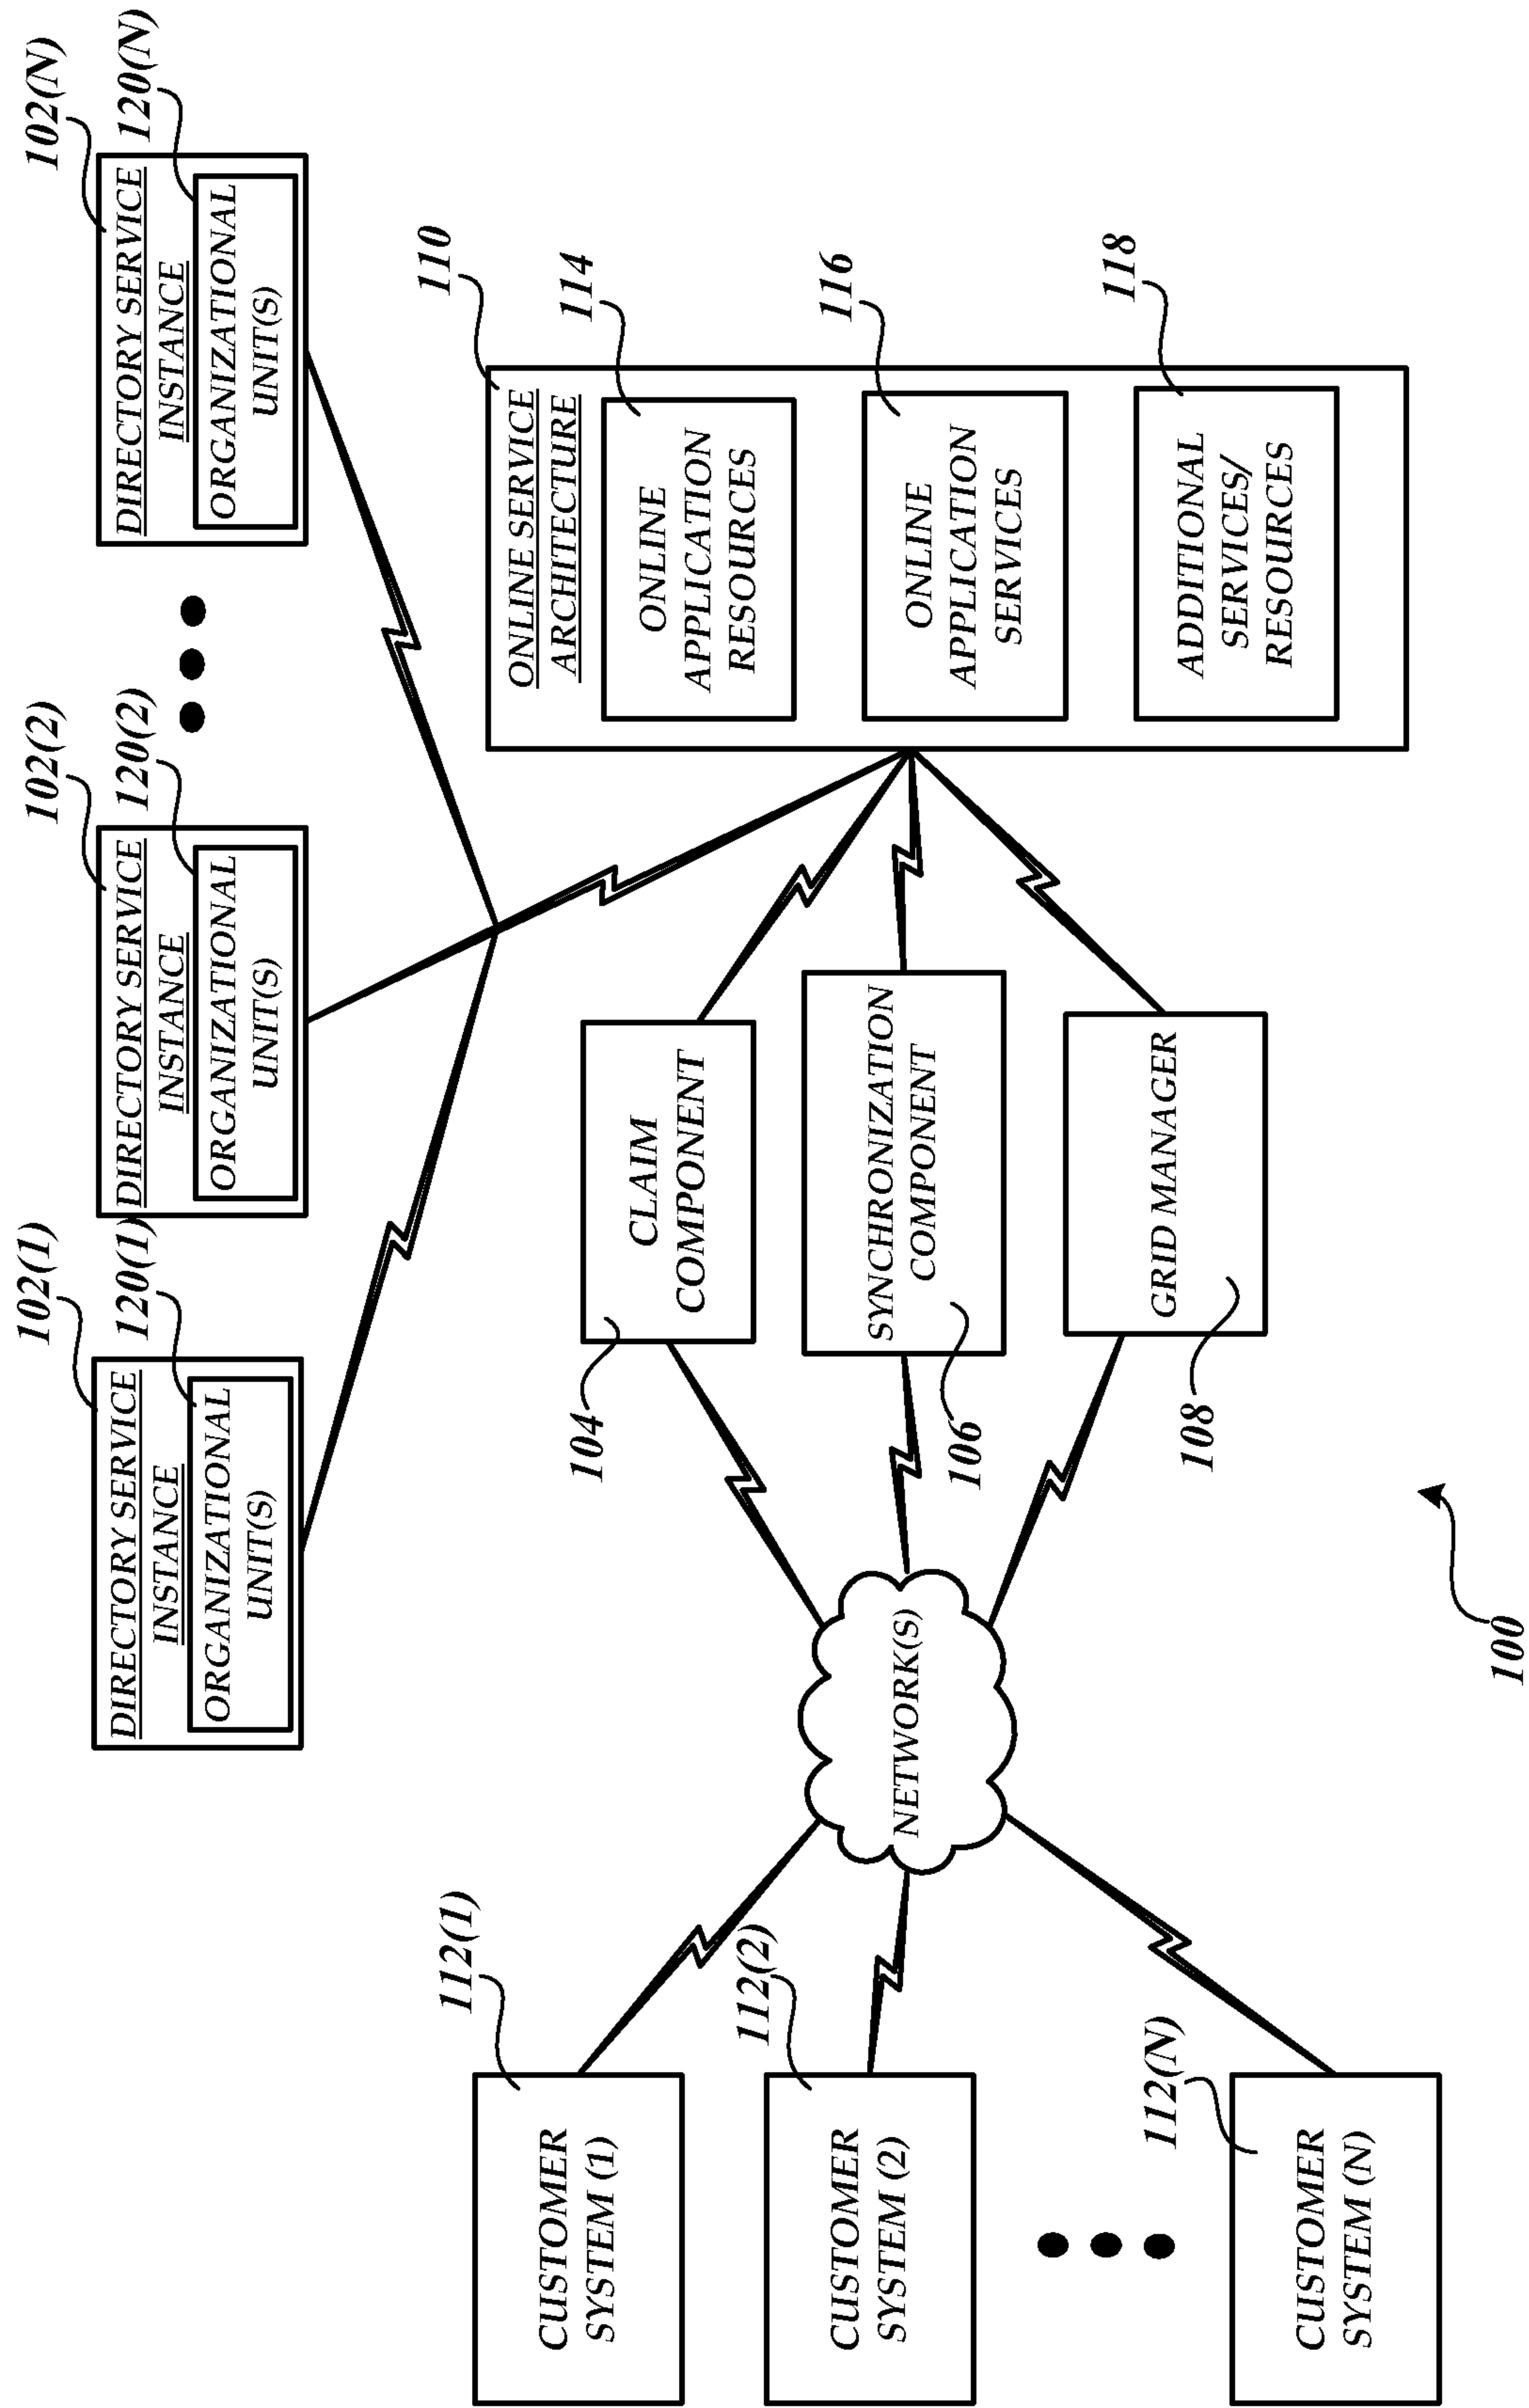 102(1)
DIRECTORY SERVICE
INSTANCE
120(1)
ORGANIZATIONAL
UNIT(S)
102(2)
DIRECTORY SERVICE
INSTANCE
120(2)
ORGANIZATIONAL
UNIT(S)
102(N)
DIRECTORY SERVICE
INSTANCE
120(N)
ORGANIZATIONAL
UNIT(S)
112(1)
CUSTOMER
SYSTEM (1)
112(2)
CUSTOMER
SYSTEM (2)
112(N)
CUSTOMER
SYSTEM (N)
NETWORK(S)
104
CLAIM
COMPONENT
106
SYNCHRONIZATION
COMPONENT
108
GRID MANAGER
110
ONLINE SERVICE
ARCHITECTURE
114
ONLINE
APPLICATION
RESOURCES
116
ONLINE
APPLICATION
SERVICES
118
ADDITIONAL
SERVICES/
RESOURCES
100